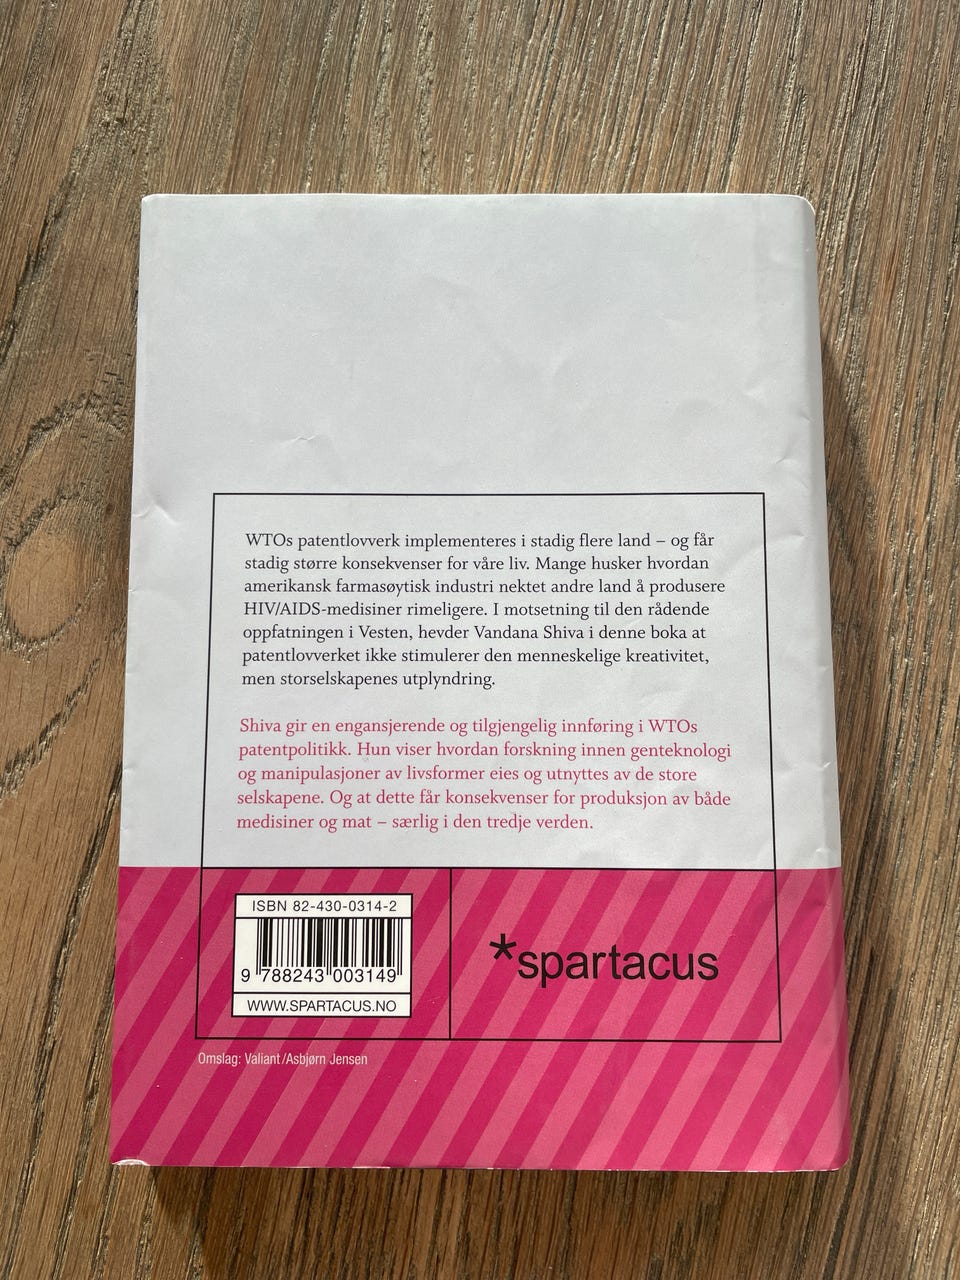 WTOs patentlovverk implementeres i stadig flere land – og får
stadig større konsekvenser for våre liv. Mange husker hvordan
amerikansk farmasøytisk industri nektet andre land å produsere
HIV/AIDS-medisiner rimeligere. I motsetning til den rådende
oppfatningen i Vesten, hevder Vandana Shiva i denne boka at
patentlovverket ikke stimulerer den menneskelige kreativitet,
men storselskapenes utplyndring.
Shiva gir en engansjerende og tilgjengelig innføring i WTOs
patentpolitikk. Hun viser hvordan forskning innen genteknologi
og manipulasjoner av livsformer eies og utnyttes av de store
selskapene. Og at dette får konsekvenser for produksjon av både
medisiner og mat – særlig i den tredje verden.
ISBN 82-430-0314-2
9 788243 003149
WWW.SPARTACUS.NO
*spartacus
Omslag: Valiant/Asbjørn Jensen